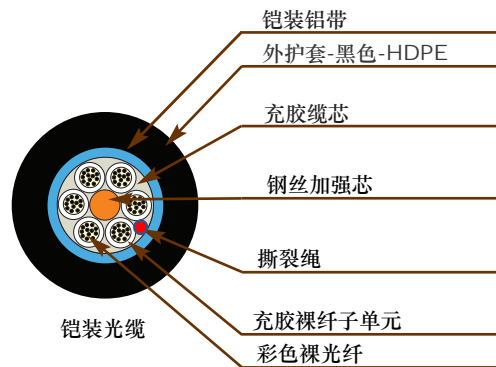 铠装铝带
外护套-黑色-HDPE
充胶缆芯
钢丝加强芯
撕裂绳
充胶裸纤子单元
彩色裸光纤
铠装光缆